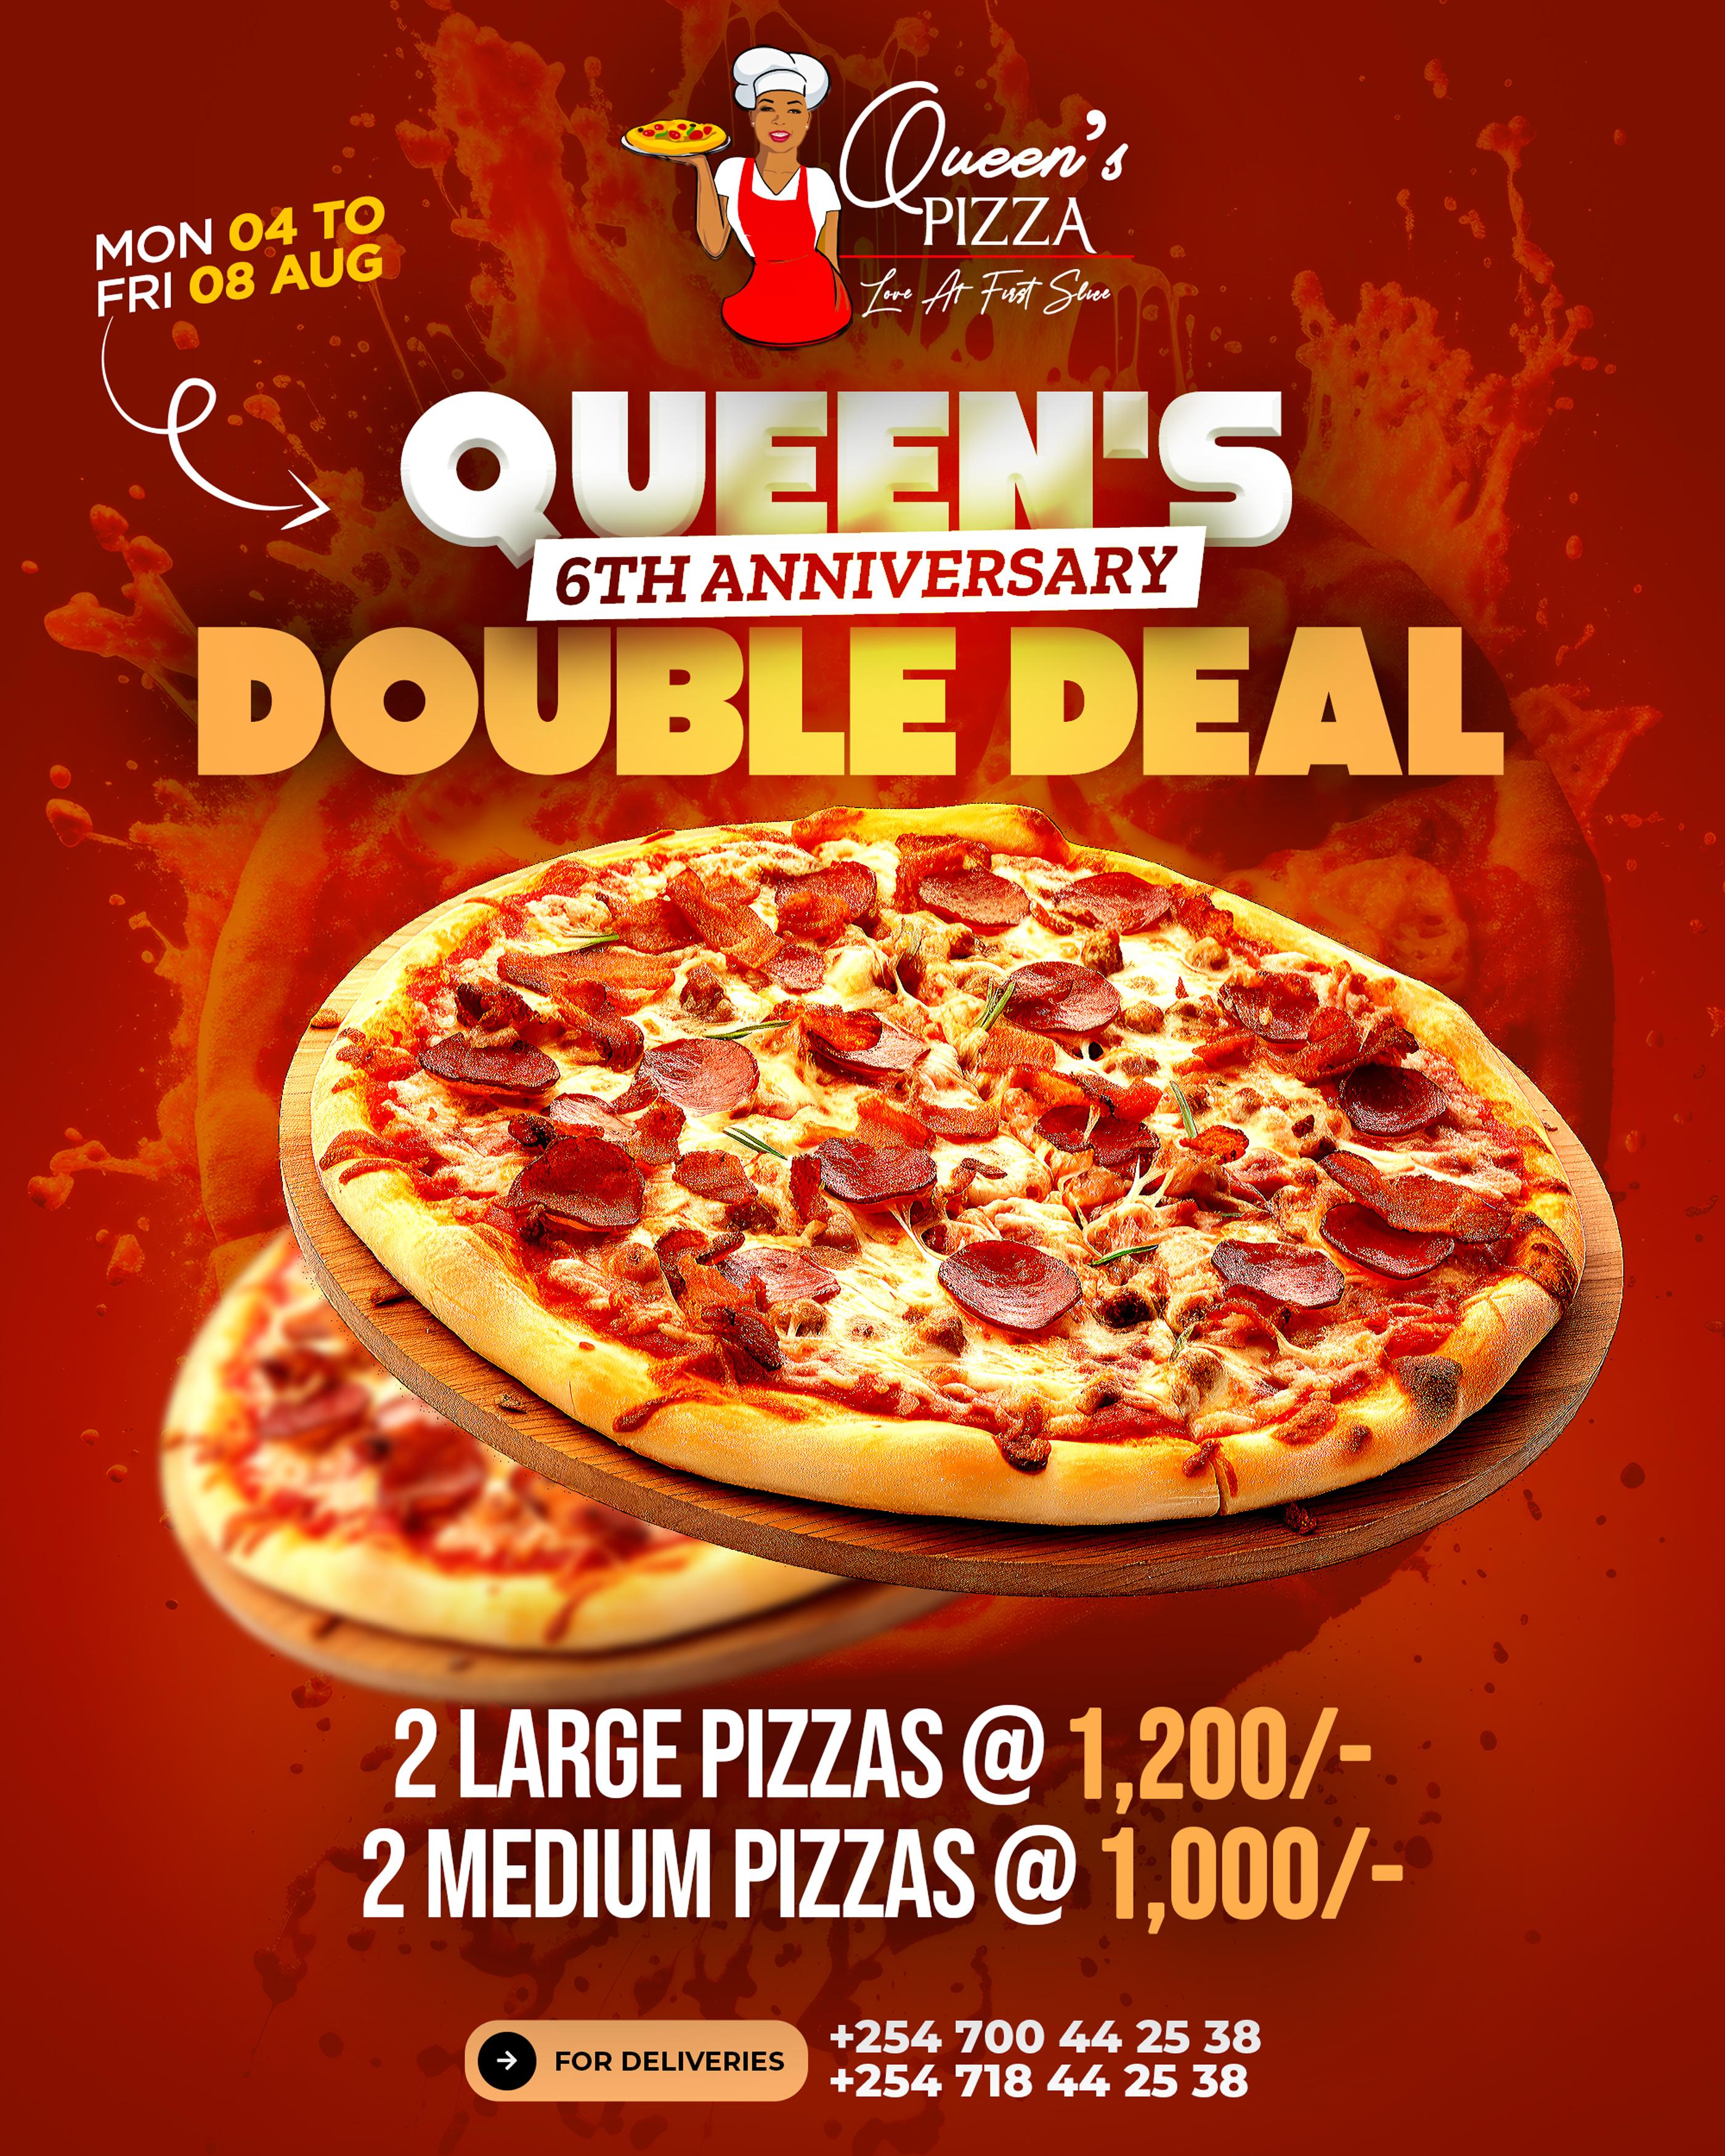 Queen's
PIZZA
Love At First Slice
MON 04 TO
FRI 08 AUG
QUEEN'S
6TH ANNIVERSARY
DOUBLE DEAL
2 LARGE PIZZAS @ 1,200/-
2 MEDIUM PIZZAS @ 1,000/-
FOR DELIVERIES
+254 700 44 25 38
+254 718 44 25 38